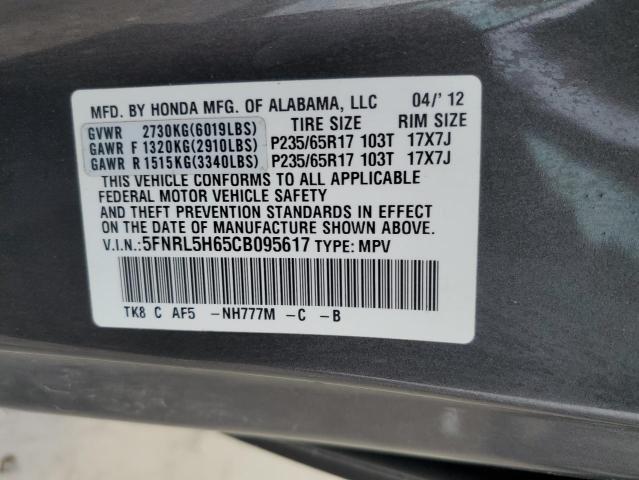 MFD. BY HONDA MFG. OF ALABAMA, LLC 04/' 12
TIRE SIZE RIM SIZE
GVWR 2730KG(6019LBS)
GAWR F 1320KG(2910LBS) P235/65R17 103T 17X7J
GAWR R 1515KG(3340LBS) P235/65R17 103T 17X7J
THIS VEHICLE CONFORMS TO ALL APPLICABLE
FEDERAL MOTOR VEHICLE SAFETY
AND THEFT PREVENTION STANDARDS IN EFFECT
ON THE DATE OF MANUFACTURE SHOWN ABOVE.
V.I.N.:5FNRL5H65CB095617 TYPE: MPV
TK8 C AF5 -NH777M -C -B